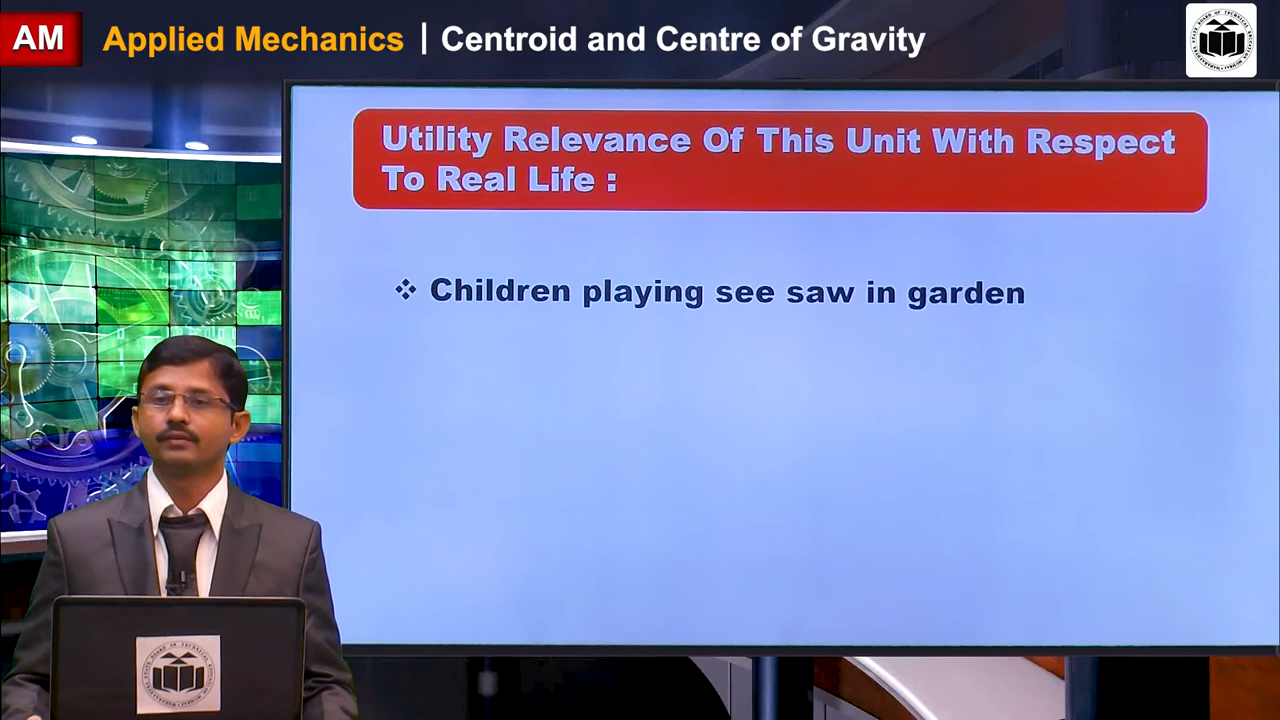 AM
Applied Mechanics | Centroid and Centre of Gravity
Utility Relevance Of This Unit With Respect
To Real Life :
❖ Children playing see saw in garden